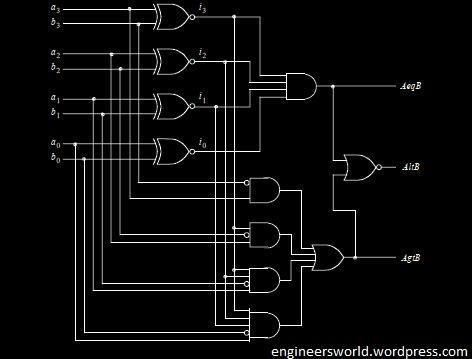 a3 i3
b3
a2 i2
b2
a1 i1
b1
AeqB
a0 i0
b0
AltB
AgtB
engineersworld.wordpress.com